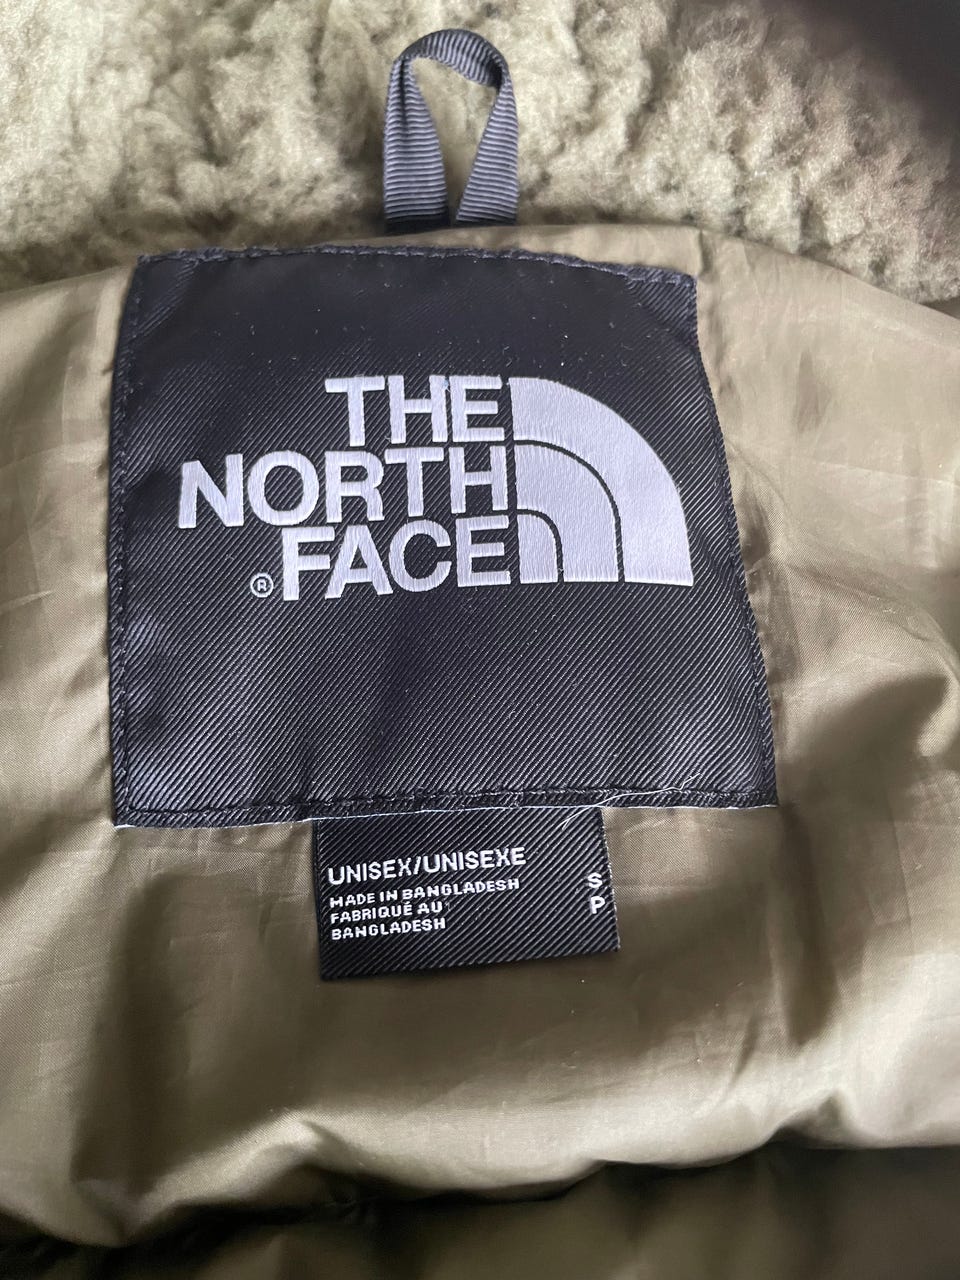 THE
NORTH
FACE
®
UNISEX/UNISEXE
MADE IN BANGLADESH
FABRIQUÉ AU
BANGLADESH
S
P